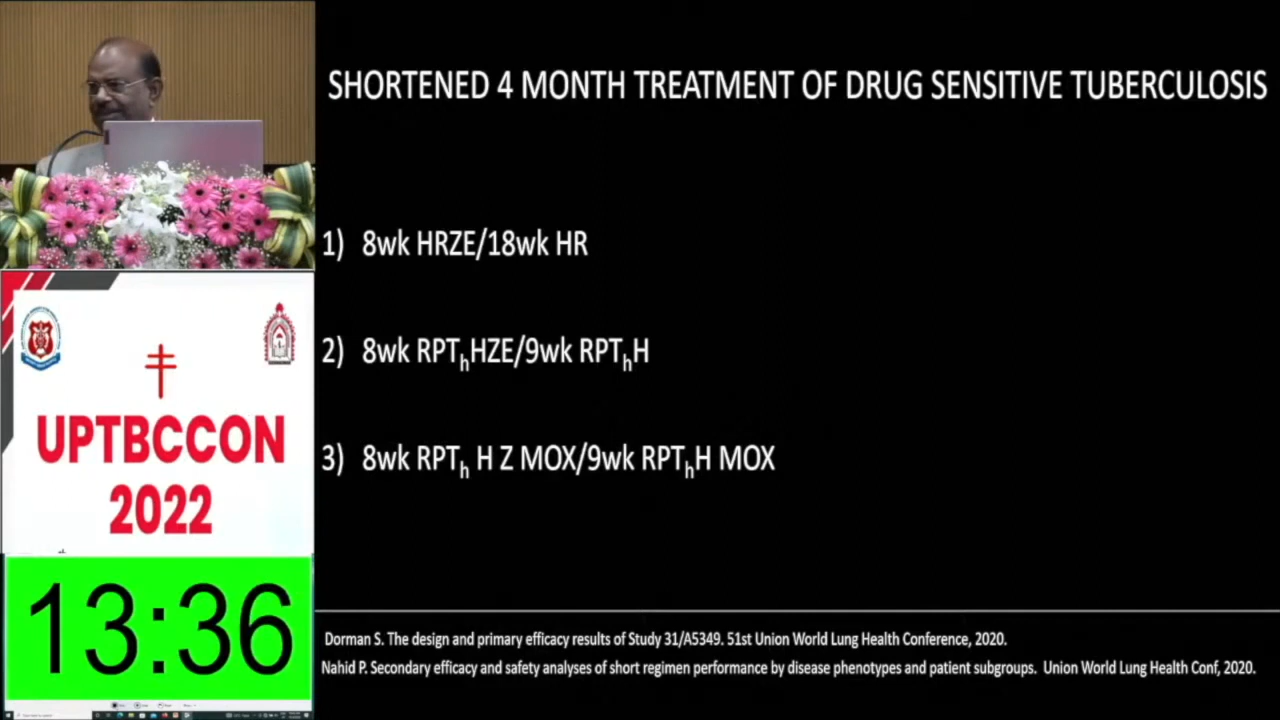 SHORTENED 4 MONTH TREATMENT OF DRUG SENSITIVE TUBERCULOSIS
1) 8wk HRZE/18wk HR
2) 8wk RPThHZE/9wk RPThH
3) 8wk RPTh H Z MOX/9wk RPThH MOX
Dorman S. The design and primary efficacy results of Study 31/A5349. 51st Union World Lung Health Conference, 2020.
Nahid P. Secondary efficacy and safety analyses of short regimen performance by disease phenotypes and patient subgroups. Union World Lung Health Conf, 2020.
UPTBCCON
2022
13:36